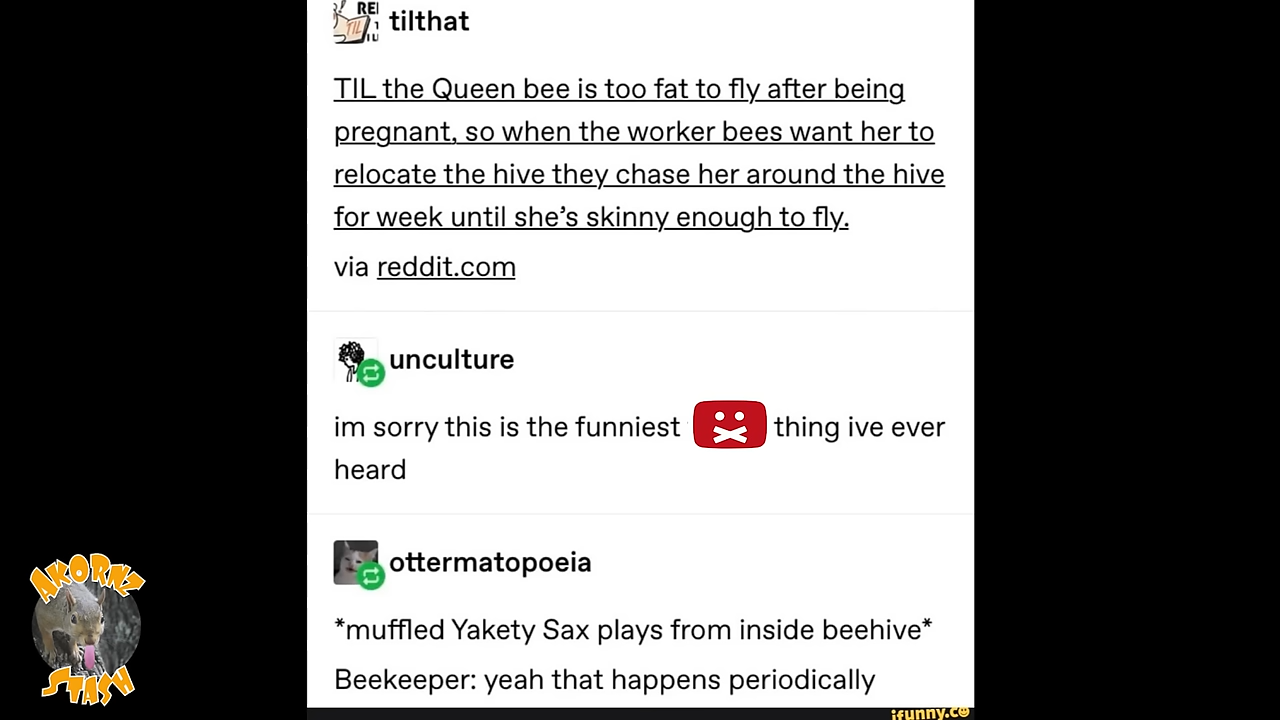 tilthat
TIL the Queen bee is too fat to fly after being
pregnant, so when the worker bees want her to
relocate the hive they chase her around the hive
for week until she’s skinny enough to fly.
via reddit.com
unculture
im sorry this is the funniest thing ive ever
heard
ottermatopoeia
*muffled Yakety Sax plays from inside beehive*
Beekeeper: yeah that happens periodically
AKORNZ
STASH
ifunny.co